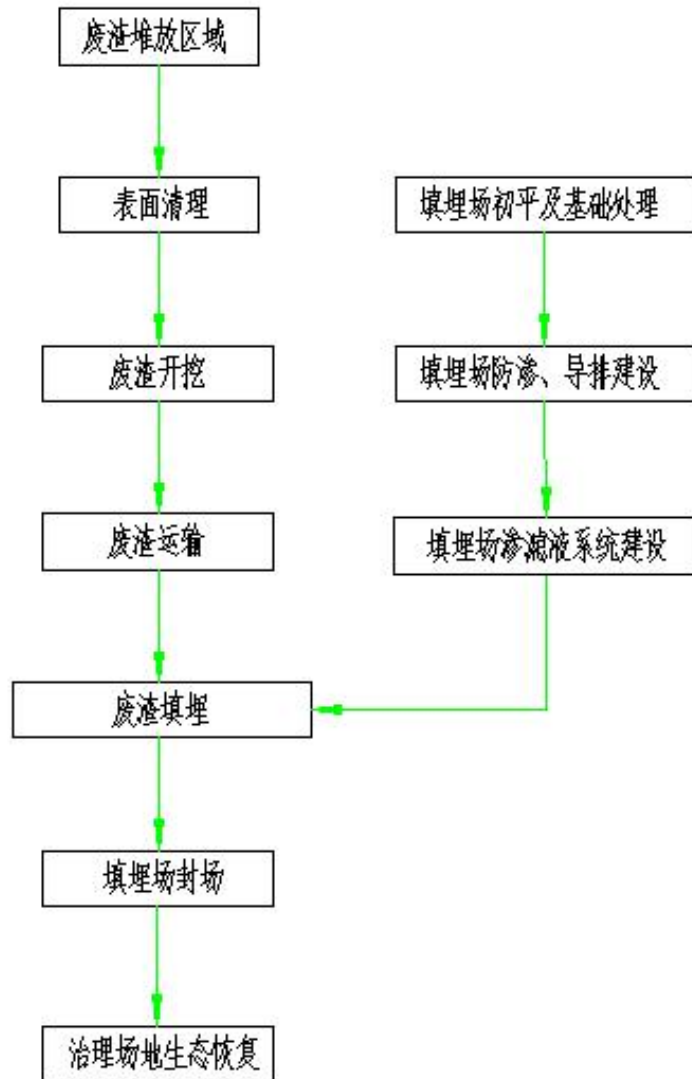 废渣堆放区域
表面清理
填埋场初平及基础处理
废渣开挖
填埋场防渗、导排建设
废渣运输
填埋场渗滤液系统建设
废渣填埋
填埋场封场
治理场地生态恢复